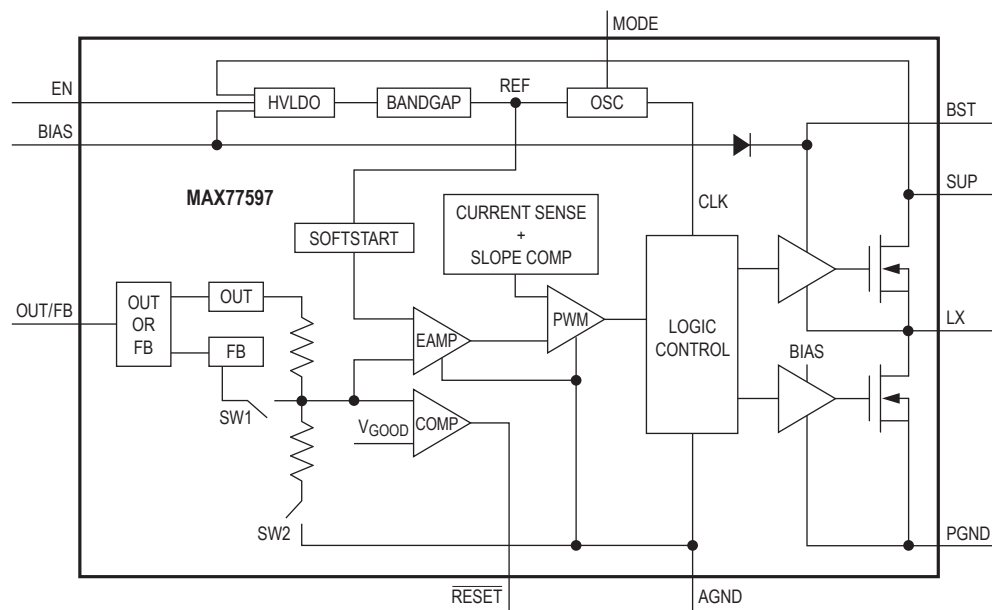 MODE
EN
HVLDO
BANDGAP
REF
OSC
BIAS
BST
MAX77597
SUP
CURRENT SENSE
+
SLOPE COMP
CLK
SOFTSTART
OUT/FB
OUT
OR
FB
OUT
FB
SW1
EAMP
PWM
LOGIC
CONTROL
LX
BIAS
VGOOD
COMP
SW2
PGND
RESET
AGND